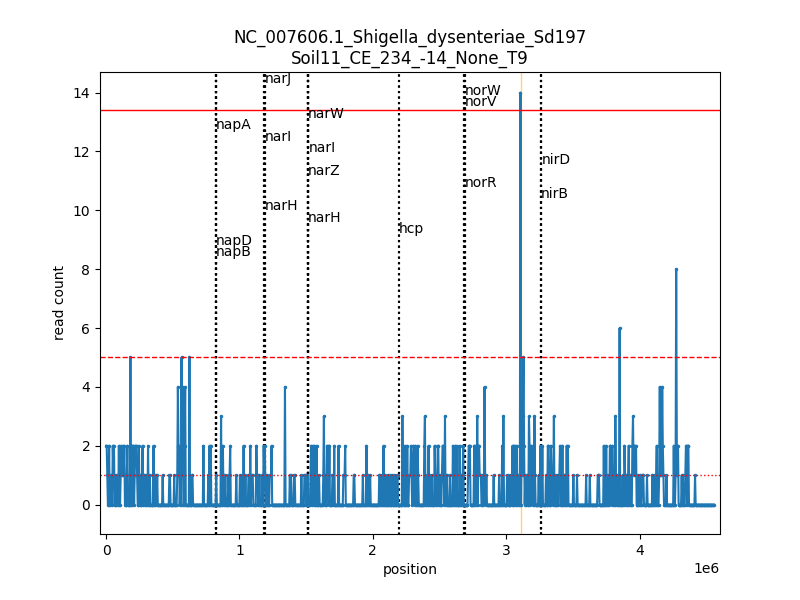 NC_007606.1_Shigella_dysenteriae_Sd197
Soil11_CE_234_-14_None_T9
narJ
norW
norV
narW
napA
narI
narI
nirD
narZ
norR
nirB
narH
narH
hcp
napD
napB
read count
14
12
10
8
6
4
2
0
0
1
2
3
4
1e6
position